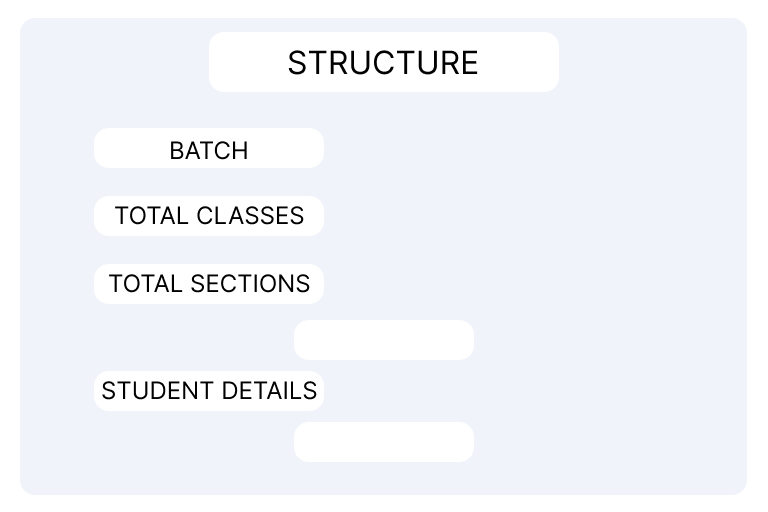 STRUCTURE
BATCH
TOTAL CLASSES
TOTAL SECTIONS
STUDENT DETAILS